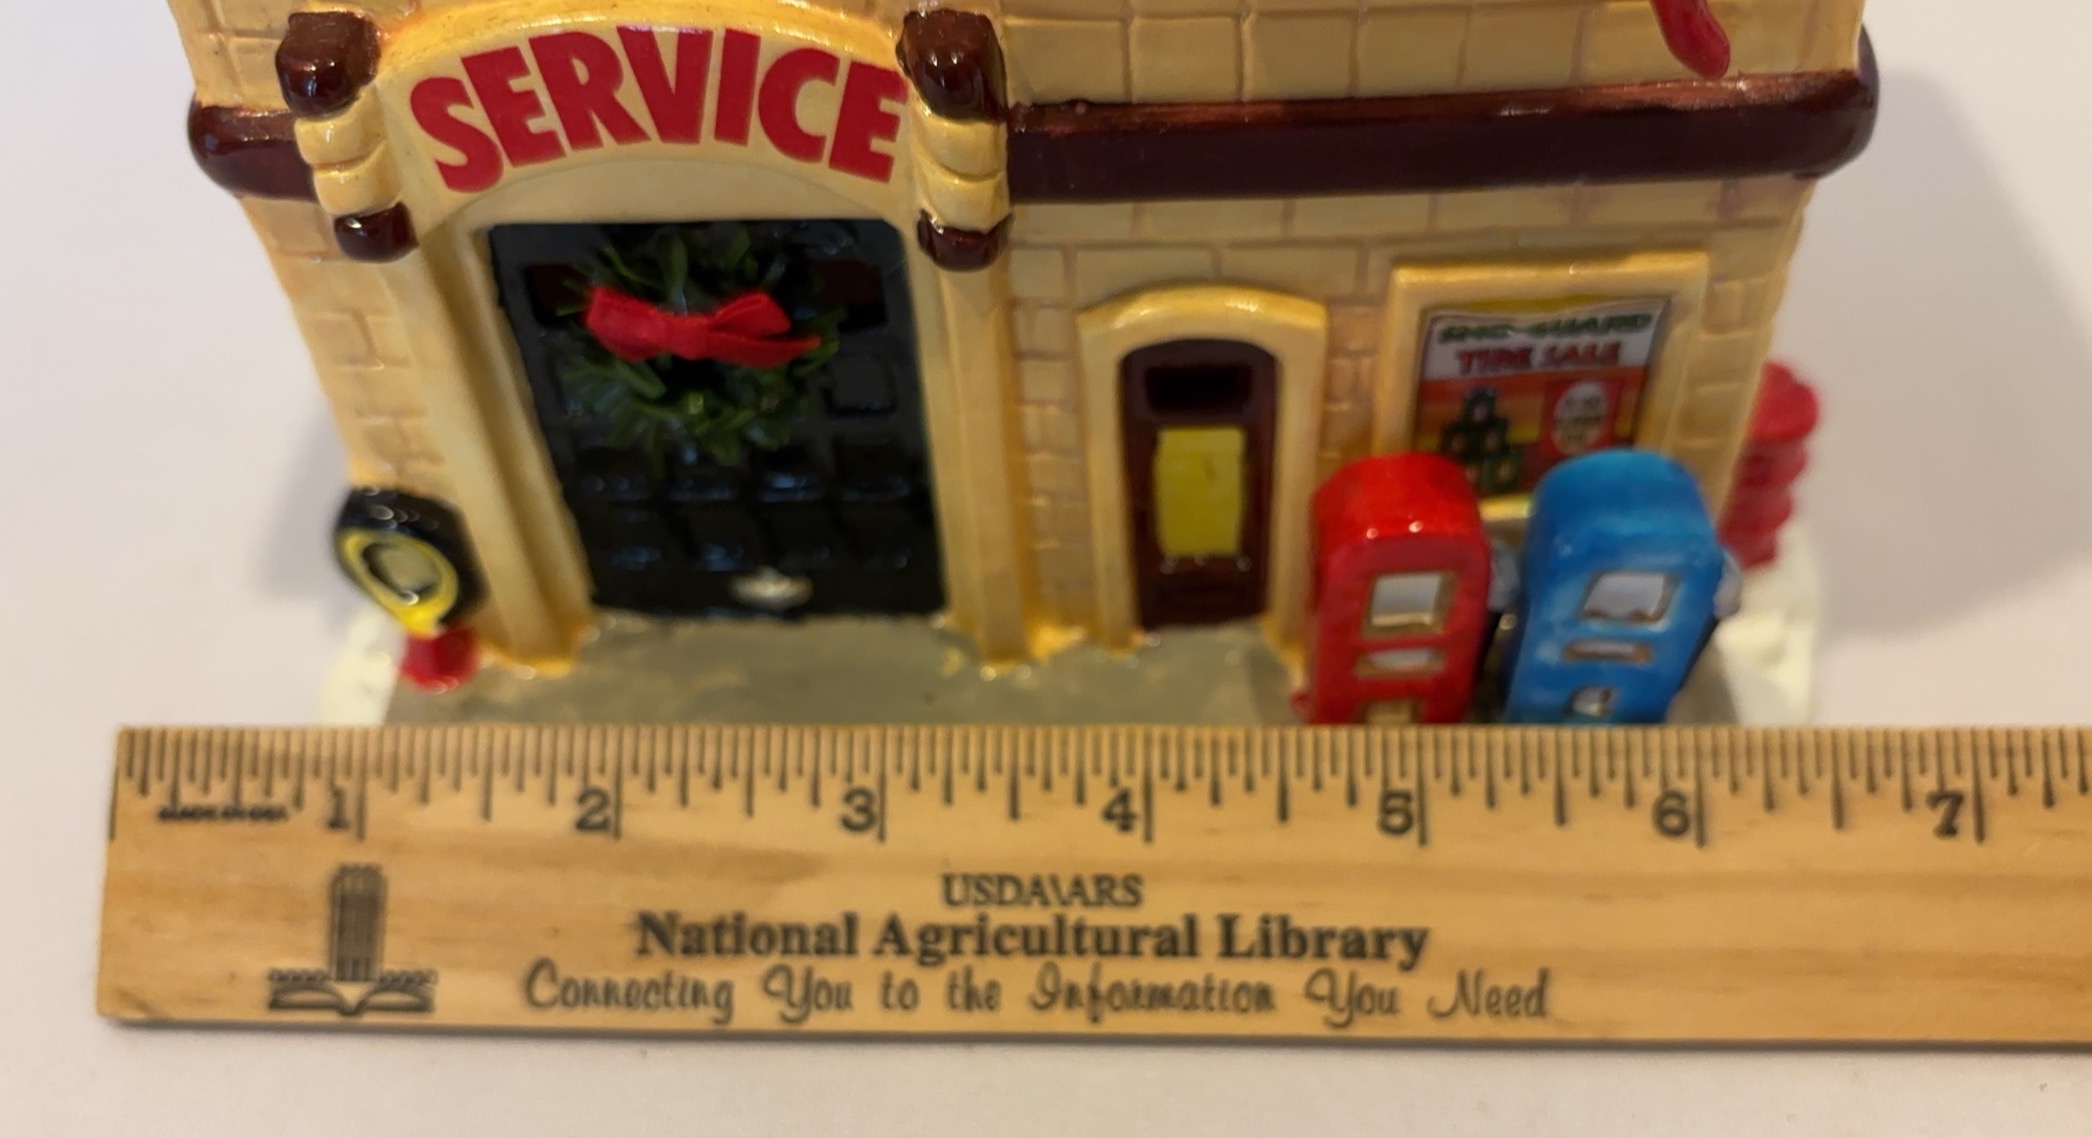 SERVICE
TIRE SALE
C
1 2 3 4 5 6 7
USDA\ARS
National Agricultural Library
Connecting You to the Information You Need